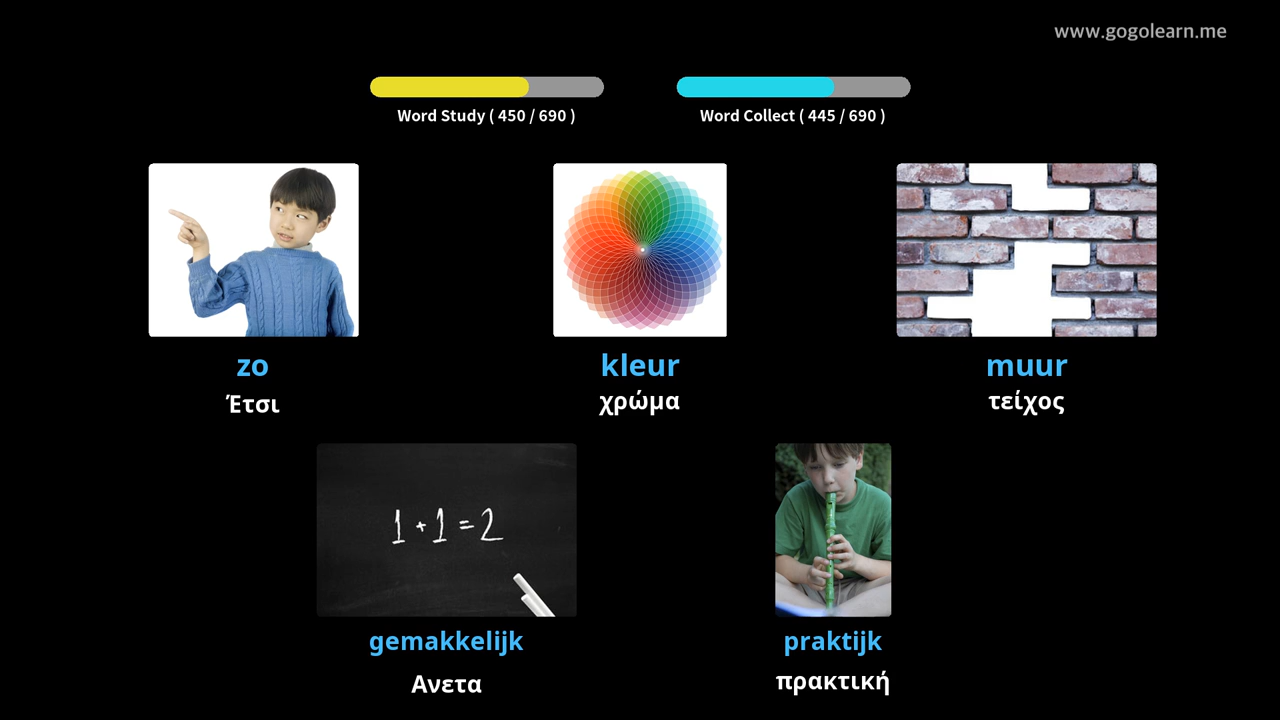 www.gogolearn.me
Word Study ( 450 / 690 )
Word Collect ( 445 / 690 )
zo
Έτσι
kleur
χρώμα
muur
τείχος
1 + 1 = 2
gemakkelijk
Ανετα
praktijk
πρακτική